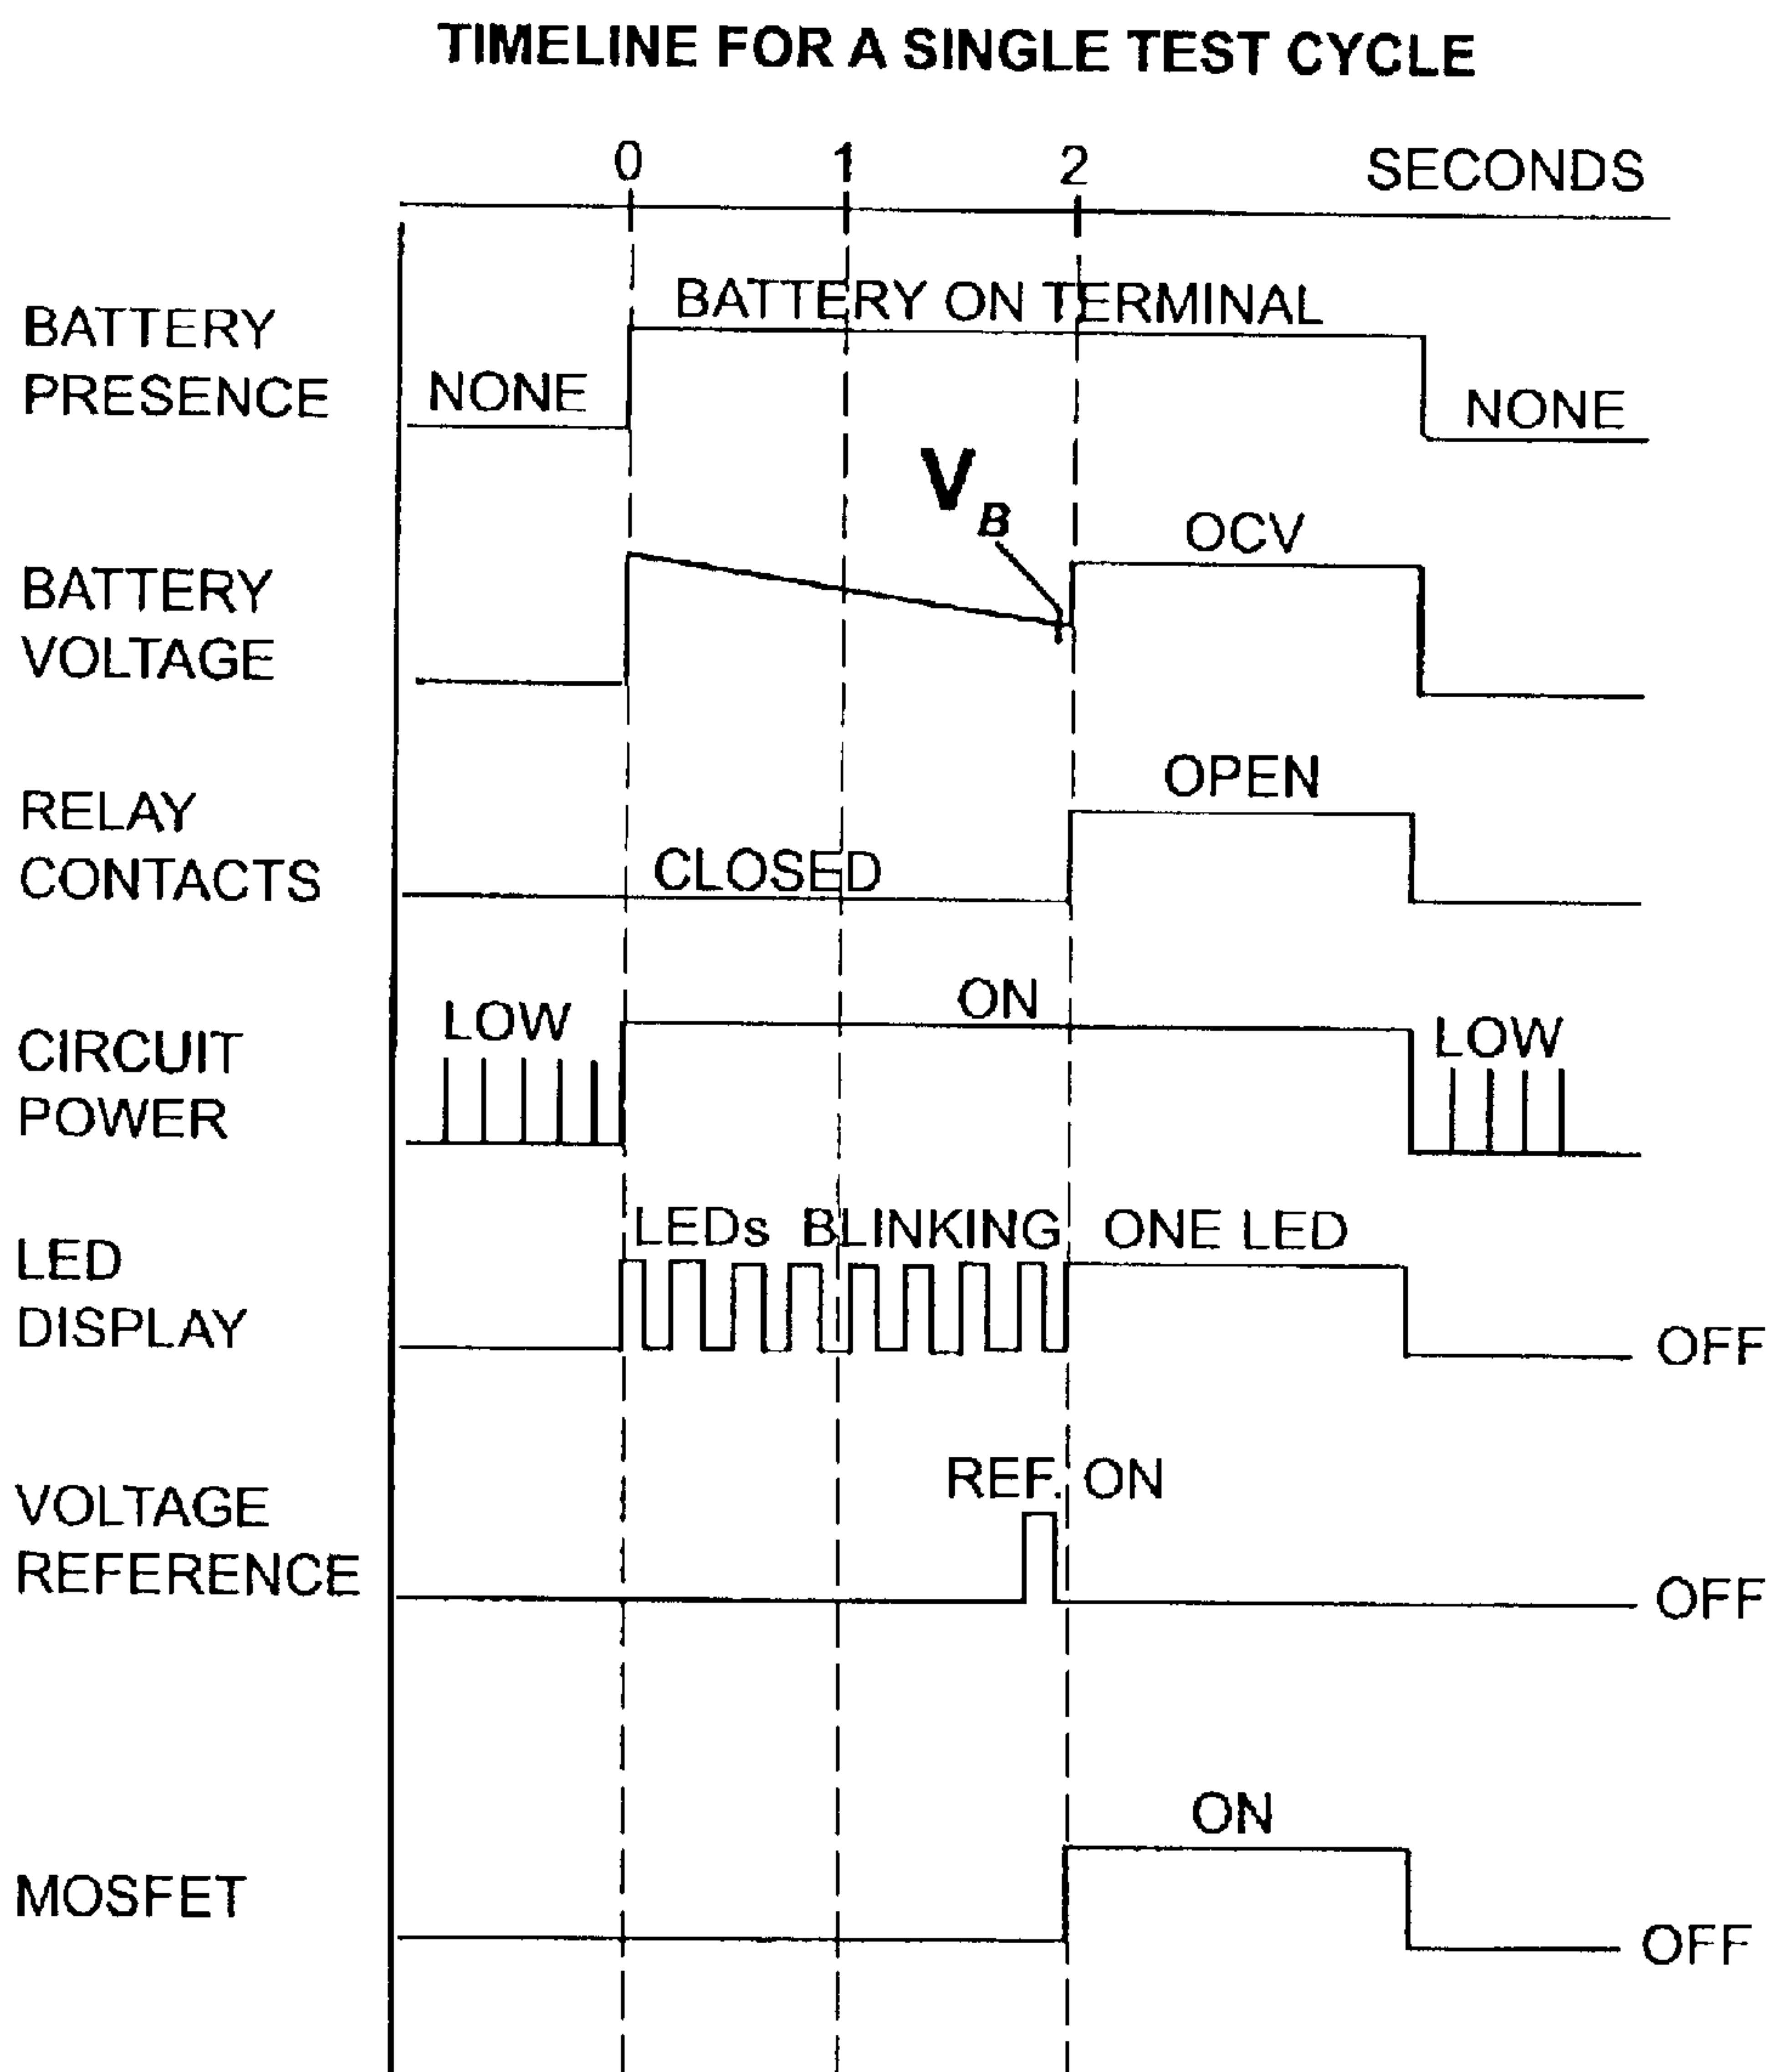 TIMELINE FOR A SINGLE TEST CYCLE
0 1 2 SECONDS
BATTERY ON TERMINAL
BATTERY
PRESENCE
NONE
NONE
VB
OCV
BATTERY
VOLTAGE
OPEN
RELAY
CONTACTS
CLOSED
ON
LOW
LOW
CIRCUIT
POWER
LEDs BLINKING ONE LED
LED
DISPLAY
OFF
REF. ON
VOLTAGE
REFERENCE
OFF
ON
MOSFET
OFF